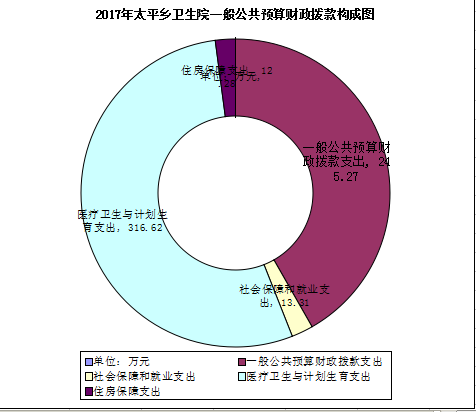 2017年太平乡卫生院一般公共预算财政拨款构成图
住房保障支出, 12
单位：万元,
一般公共预算财
政拨款支出, 24
5.27
医疗卫生与计划生
育支出, 316.62
社会保障和就业支
出, 13.31
单位：万元
一般公共预算财政拨款支出
社会保障和就业支出
医疗卫生与计划生育支出
住房保障支出